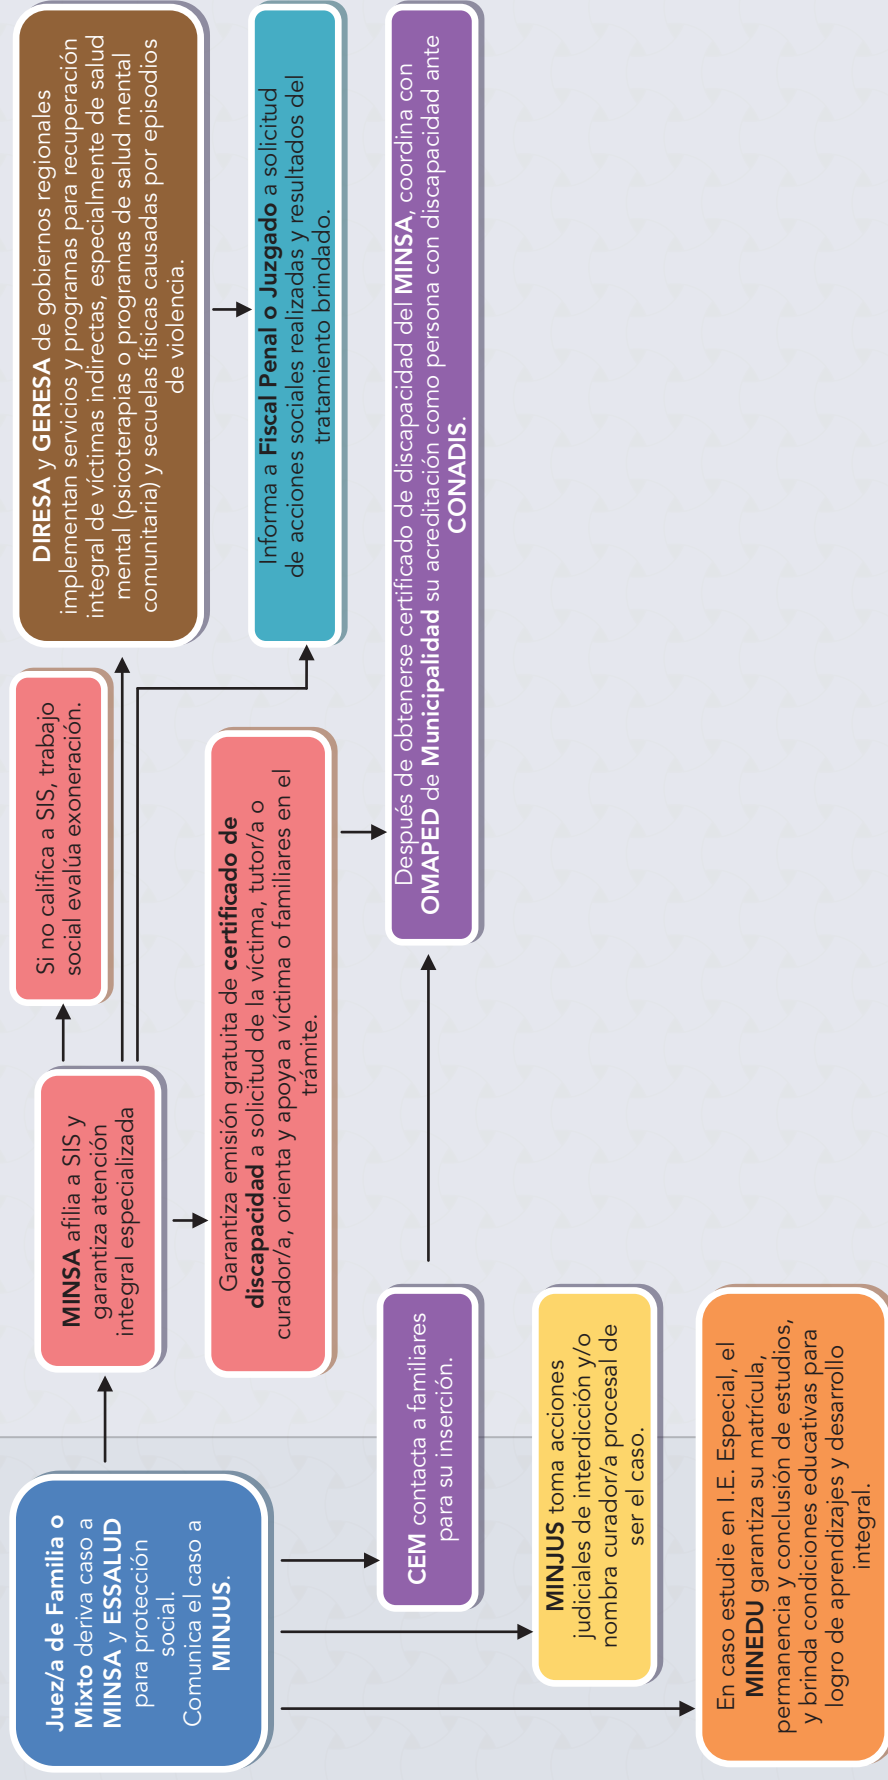 Juez/a de Familia o
Mixto deriva caso a
MINSA y ESSALUD
para protección
social.
Comunica el caso a
MINJUS.
MINSA afilia a SIS y
garantiza atención
integral especializada
Si no califica a SIS, trabajo
social evalúa exoneración.
DIRESA y GERESA de gobiernos regionales
implementan servicios y programas para recuperación
integral de víctimas indirectas, especialmente de salud
mental (psicoterapias o programas de salud mental
comunitaria) y secuelas físicas causadas por episodios
de violencia.
Garantiza emisión gratuita de certificado de
discapacidad a solicitud de la víctima, tutor/a o
curador/a, orienta y apoya a víctima o familiares en el
trámite.
Informa a Fiscal Penal o Juzgado a solicitud
de acciones sociales realizadas y resultados del
tratamiento brindado.
CEM contacta a familiares
para su inserción.
Después de obtenerse certificado de discapacidad del MINSA, coordina con
OMAPED de Municipalidad su acreditación como persona con discapacidad ante
CONADIS.
MINJUS toma acciones
judiciales de interdicción y/o
nombra curador/a procesal de
ser el caso.
En caso estudie en I.E. Especial, el
MINEDU garantiza su matrícula,
permanencia y conclusión de estudios,
y brinda condiciones educativas para
logro de aprendizajes y desarrollo
integral.